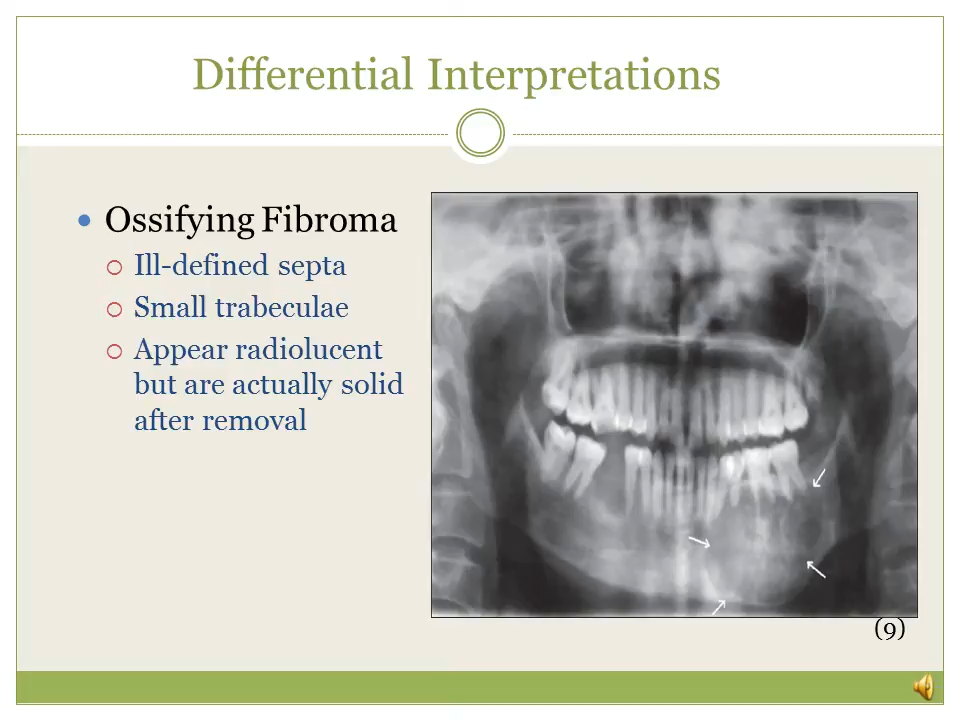 Differential Interpretations
Ossifying Fibroma
Ill-defined septa
Small trabeculae
Appear radiolucent
but are actually solid
after removal
(9)